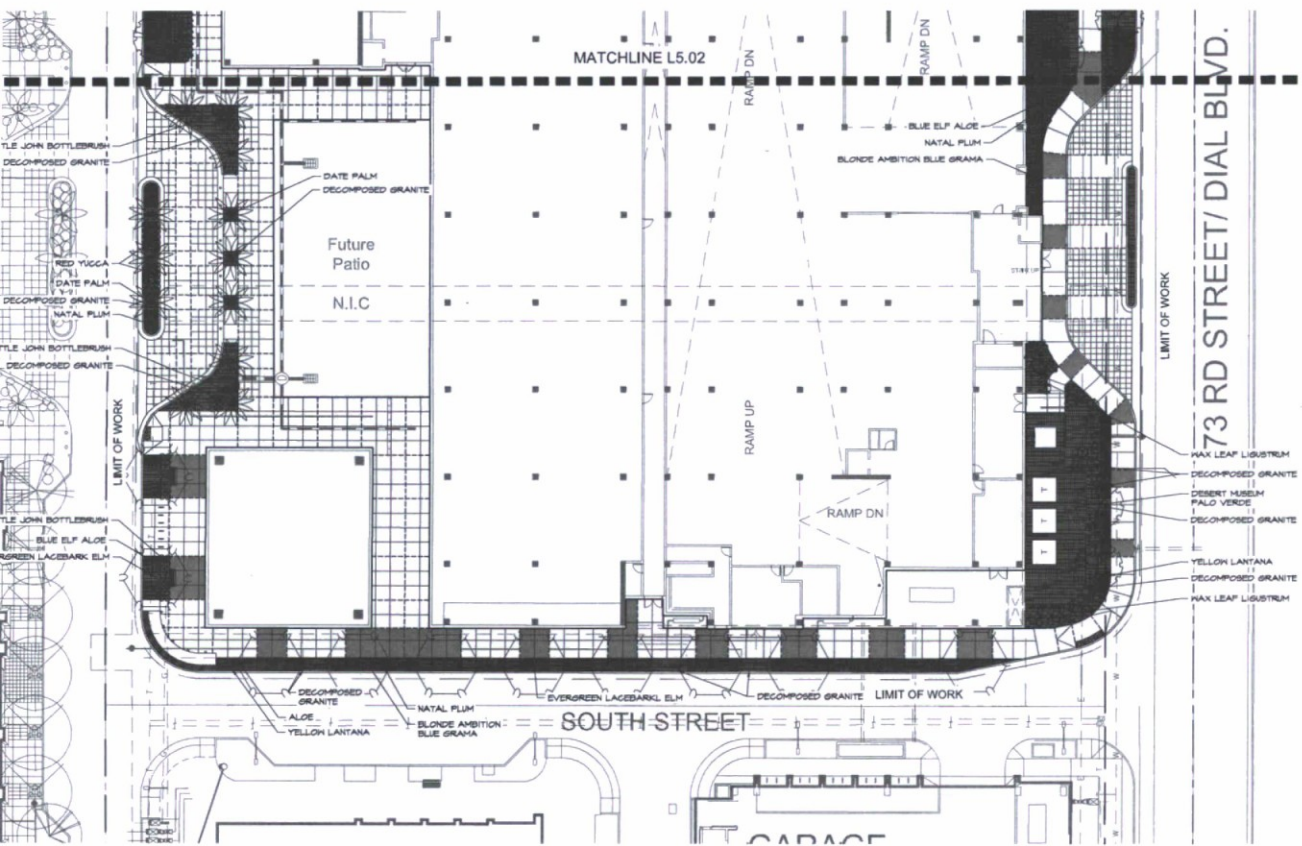 MATCHLINE L5.02
RAMP DN
RAMP DN
73 RD STREET/ DIAL BLVD.
BLUE ELF ALOE
NATAL PLUM
BLONDE AMBITION BLUE GRAMA
TLE JOHN BOTTLEBRUSH
DECOMPOSED GRANITE
DATE PALM
DECOMPOSED GRANITE
Future
Patio
N.I.C
RED YUCCA
DATE PALM
DECOMPOSED GRANITE
NATAL PLUM
TLE JOHN BOTTLEBRUSH
DECOMPOSED GRANITE
LIMIT OF WORK
LIMIT OF WORK
RAMP UP
RAMP DN
WAX LEAF LIGUSTRUM
DECOMPOSED GRANITE
DESERT MUSEUM
PALO VERDE
DECOMPOSED GRANITE
T
T
T
TLE JOHN BOTTLEBRUSH
BLUE ELF ALOE
RGREEN LACEBARK ELM
YELLOW LANTANA
DECOMPOSED GRANITE
WAX LEAF LIGUSTRUM
DECOMPOSED
GRANITE
ALOE
YELLOW LANTANA
NATAL PLUM
BLONDE AMBITION
BLUE GRAMA
EVERGREEN LACEBARKL ELM
DECOMPOSED GRANITE
LIMIT OF WORK
SOUTH STREET
GARAGE